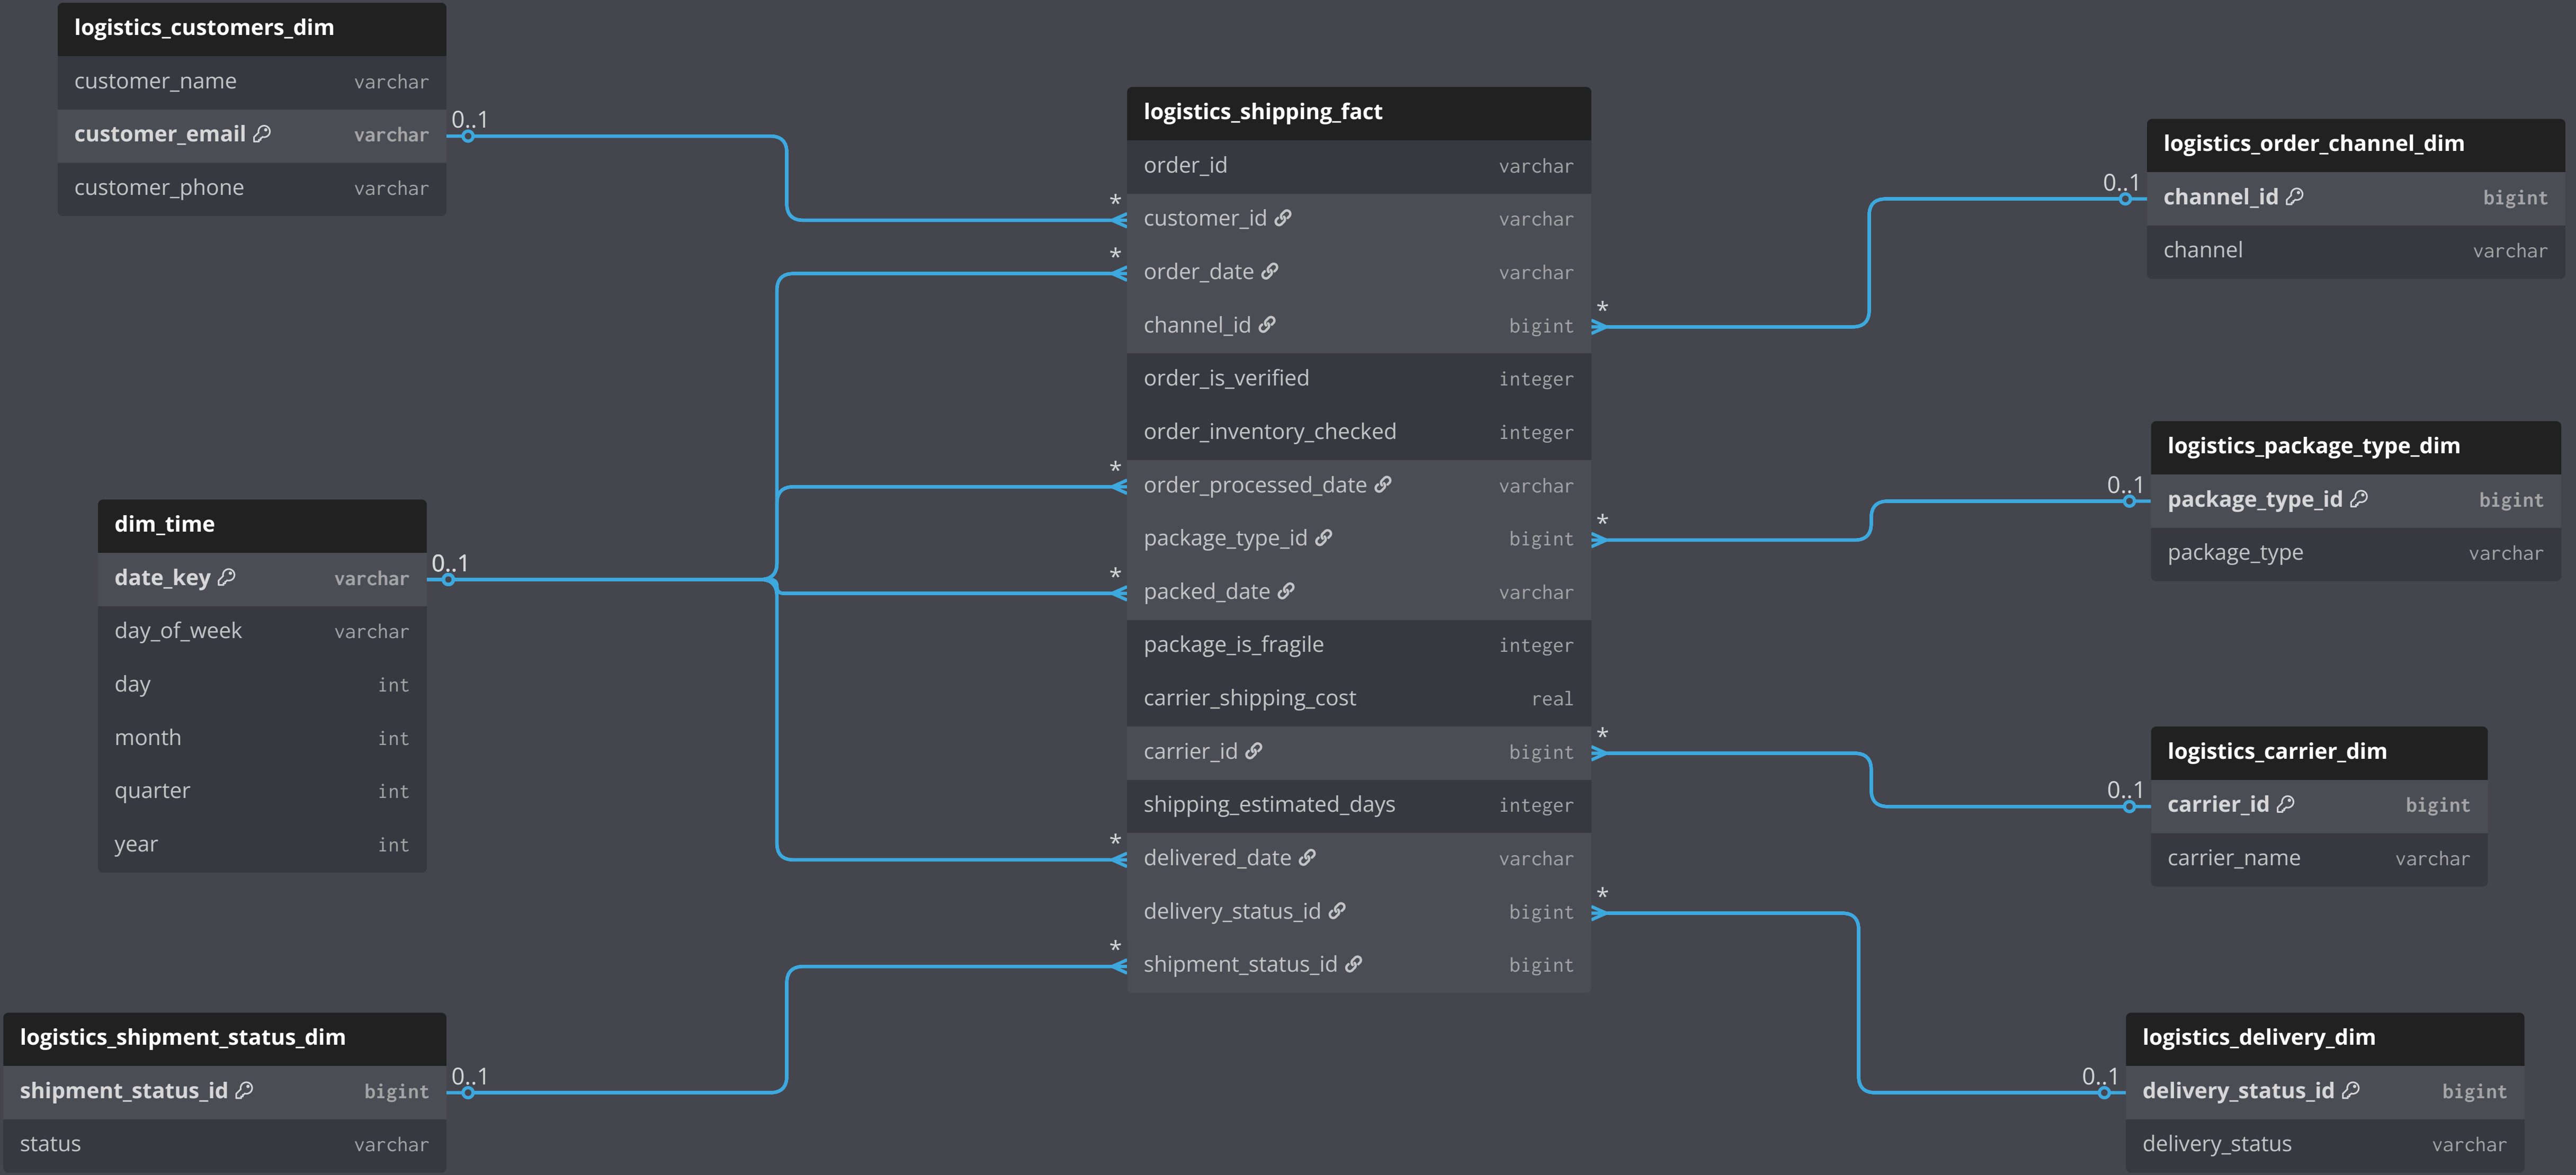 logistics_customers_dim
customer_name varchar
customer_email varchar
customer_phone varchar
0..1
dim_time
date_key varchar
day_of_week varchar
day int
month int
quarter int
year int
0..1
logistics_shipment_status_dim
shipment_status_id bigint
status varchar
0..1
logistics_shipping_fact
order_id varchar
* customer_id varchar
* order_date varchar
channel_id bigint *
order_is_verified integer
order_inventory_checked integer
* order_processed_date varchar
package_type_id bigint *
* packed_date varchar
package_is_fragile integer
carrier_shipping_cost real
carrier_id bigint *
shipping_estimated_days integer
* delivered_date varchar
delivery_status_id bigint *
* shipment_status_id bigint
logistics_order_channel_dim
0..1 channel_id bigint
channel varchar
logistics_package_type_dim
0..1 package_type_id bigint
package_type varchar
logistics_carrier_dim
0..1 carrier_id bigint
carrier_name varchar
logistics_delivery_dim
0..1 delivery_status_id bigint
delivery_status varchar